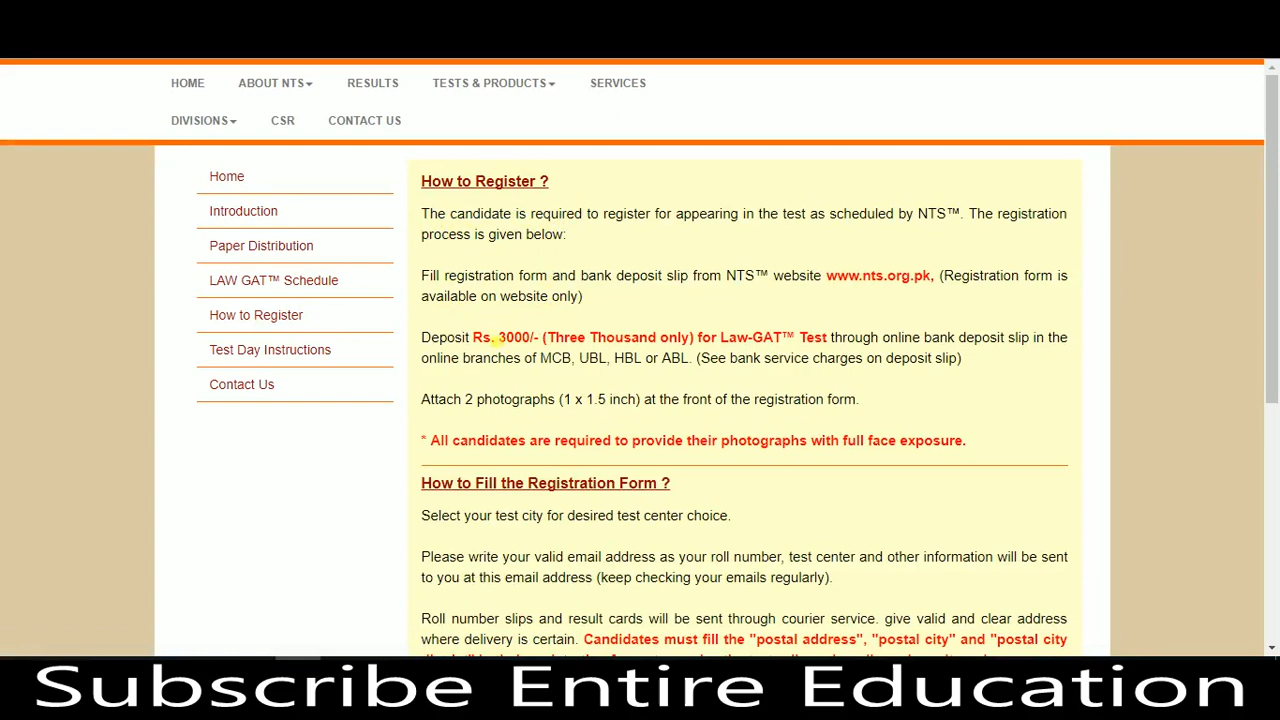 HOME ABOUT NTS RESULTS TESTS & PRODUCTS SERVICES
DIVISIONS CSR CONTACT US
Home
Introduction
Paper Distribution
LAW GAT™ Schedule
How to Register
Test Day Instructions
Contact Us
How to Register ?
The candidate is required to register for appearing in the test as scheduled by NTS™. The registration
process is given below:
Fill registration form and bank deposit slip from NTS™ website www.nts.org.pk, (Registration form is
available on website only)
Deposit Rs. 3000/- (Three Thousand only) for Law-GAT™ Test through online bank deposit slip in the
online branches of MCB, UBL, HBL or ABL. (See bank service charges on deposit slip)
Attach 2 photographs (1 x 1.5 inch) at the front of the registration form.
* All candidates are required to provide their photographs with full face exposure.
How to Fill the Registration Form ?
Select your test city for desired test center choice.
Please write your valid email address as your roll number, test center and other information will be sent
to you at this email address (keep checking your emails regularly).
Roll number slips and result cards will be sent through courier service. give valid and clear address
where delivery is certain. Candidates must fill the "postal address", "postal city" and "postal city
Subscribe Entire Education